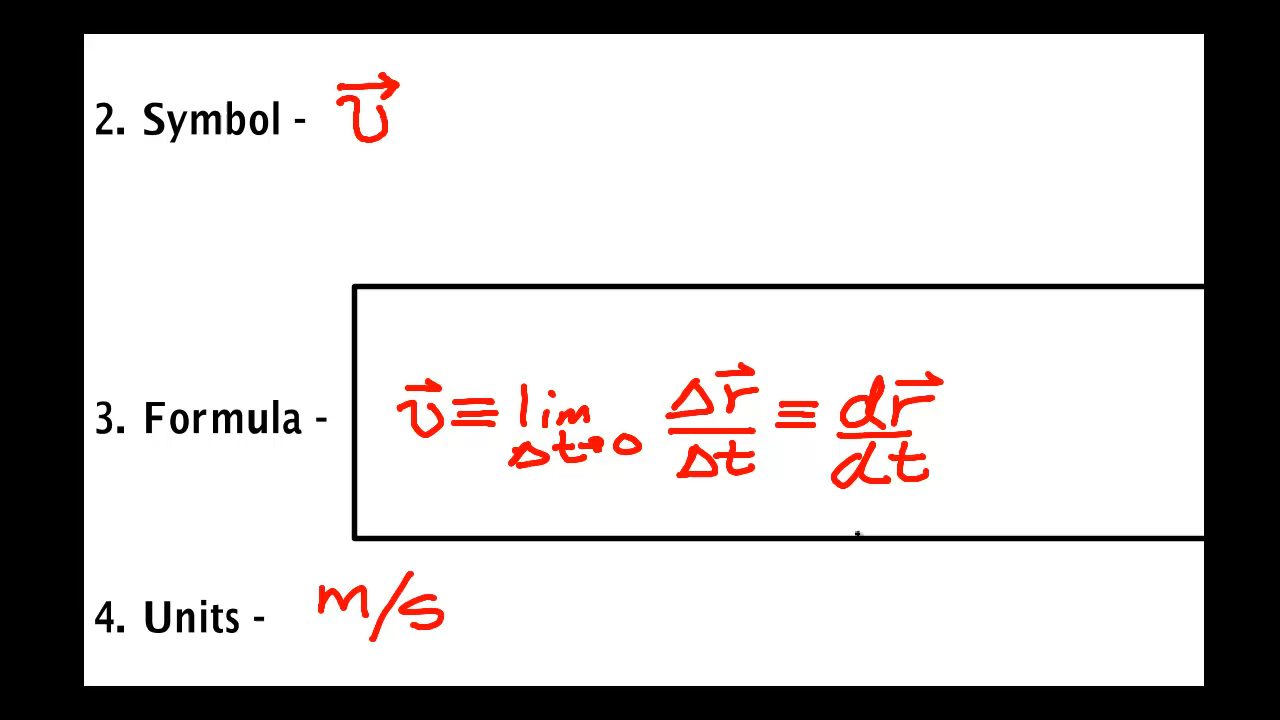 2. Symbol - v⃗
3. Formula - v⃗ ≡ lim Δt→0 Δr⃗/Δt ≡ dr⃗/dt
4. Units - m/s